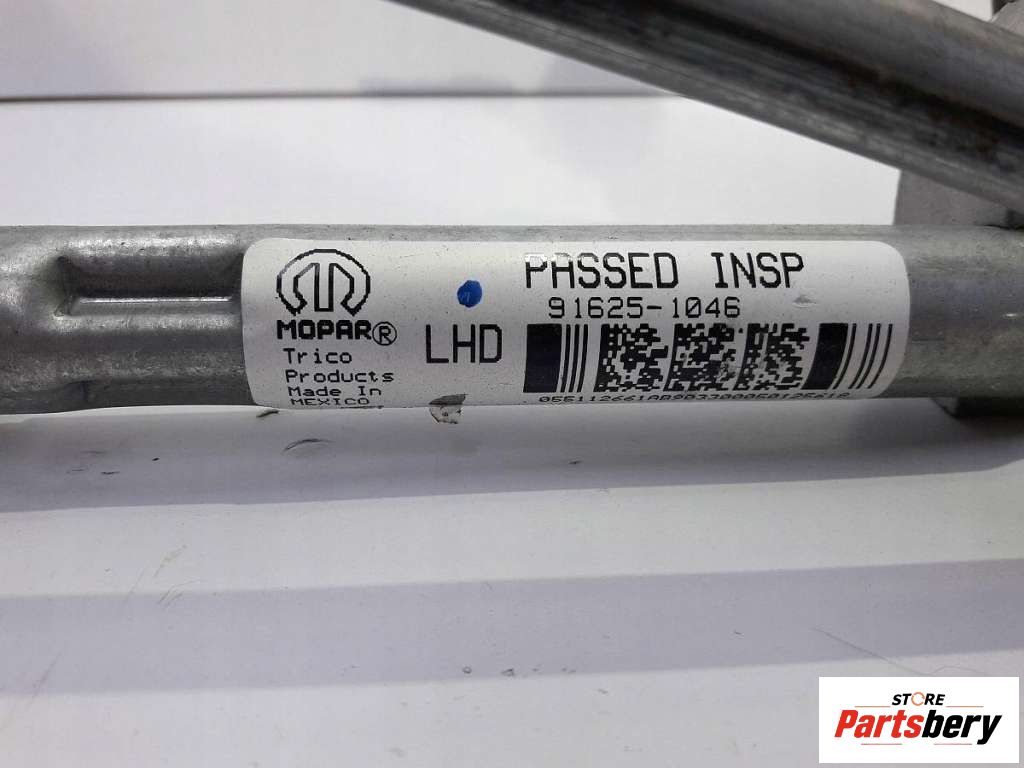 MOPAR®
Trico
Products
Made In
MEXICO
LHD
PASSED INSP
91625-1046
STORE
Partsbery